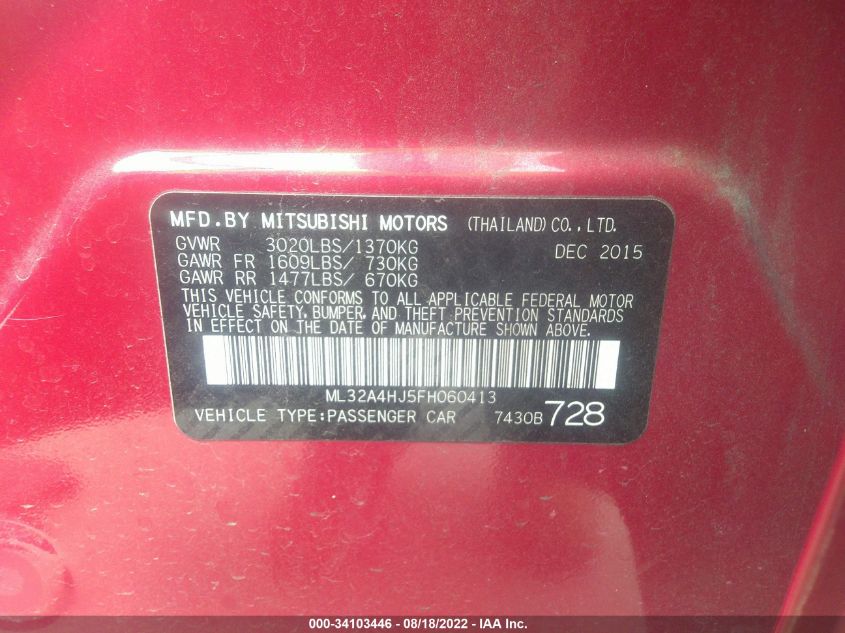 MFD.BY MITSUBISHI MOTORS (THAILAND) CO., LTD.
GVWR 3020LBS/1370KG DEC 2015
GAWR FR 1609LBS/ 730KG
GAWR RR 1477LBS/ 670KG
THIS VEHICLE CONFORMS TO ALL APPLICABLE FEDERAL MOTOR
VEHICLE SAFETY, BUMPER, AND THEFT PREVENTION STANDARDS
IN EFFECT ON THE DATE OF MANUFACTURE SHOWN ABOVE.
ML32A4HJ5FH060413
VEHICLE TYPE:PASSENGER CAR 7430B 728
000-34103446 - 08/18/2022 - IAA Inc.